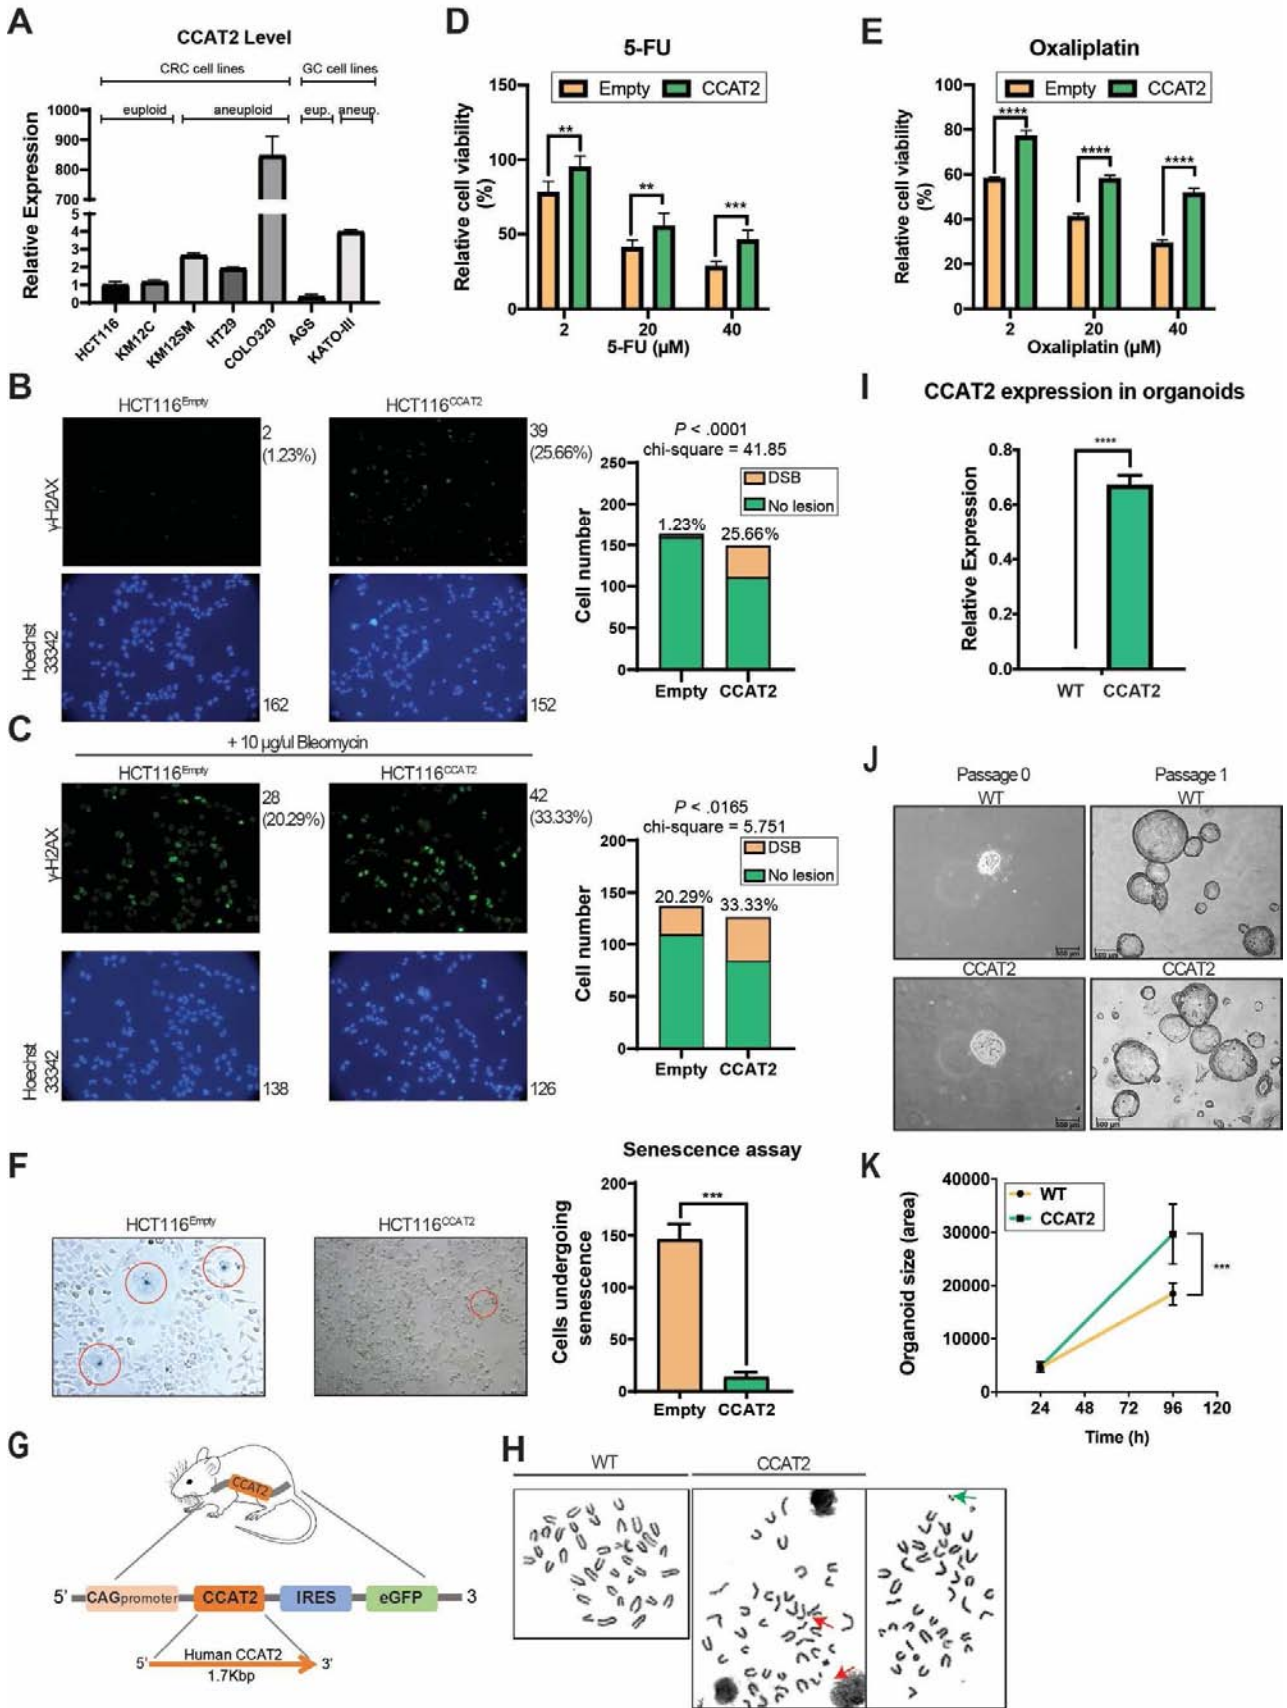 A
CCAT2 Level
CRC cell lines
GC cell lines
euploid
aneuploid
eup.
aneup.
Relative Expression
1000
900
800
700
5
4
3
2
1
0
HCT116
KM12C
KM12SM
HT29
COLO320
AGS
KATO-III
D
5-FU
Empty
CCAT2
Relative cell viability
(%)
150
100
50
0
**
**
***
2
20
40
5-FU (µM)
E
Oxaliplatin
Empty
CCAT2
Relative cell viability
(%)
100
80
60
40
20
0
****
****
****
2
20
40
Oxaliplatin (µM)
B
HCT116Empty
HCT116CCAT2
γ-H2AX
2
(1.23%)
39
(25.66%)
Hoechst
33342
162
152
P < .0001
chi-square = 41.85
DSB
No lesion
Cell number
250
200
150
100
50
0
1.23%
25.66%
Empty
CCAT2
I
CCAT2 expression in organoids
Relative Expression
0.8
0.6
0.4
0.2
0.0
****
WT
CCAT2
C
+ 10 µg/ul Bleomycin
HCT116Empty
HCT116CCAT2
γ-H2AX
28
(20.29%)
42
(33.33%)
Hoechst
33342
138
126
P < .0165
chi-square = 5.751
DSB
No lesion
Cell number
200
150
100
50
0
20.29%
33.33%
Empty
CCAT2
J
Passage 0
Passage 1
WT
WT
500 µm
500 µm
CCAT2
CCAT2
500 µm
500 µm
F
HCT116Empty
HCT116CCAT2
Senescence assay
Cells undergoing
senescence
200
150
100
50
0
***
Empty
CCAT2
K
Organoid size (area)
40000
30000
20000
10000
0
WT
CCAT2
***
24
48
72
96
120
Time (h)
G
CCAT2
5'
CAGpromoter
CCAT2
IRES
eGFP
3
5'
Human CCAT2
3'
1.7Kbp
H
WT
CCAT2